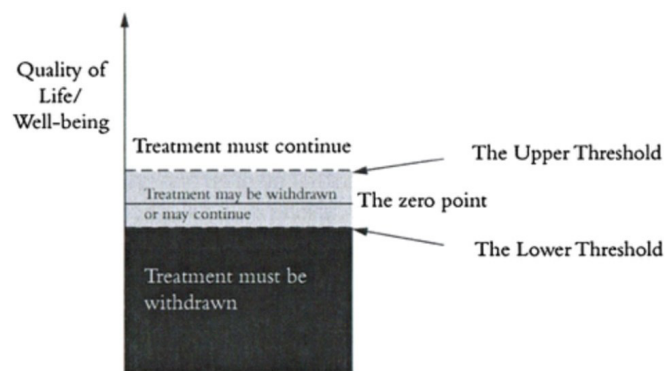 Quality of
Life/
Well-being
Treatment must continue
The Upper Threshold
Treatment may be withdrawn
or may continue
The zero point
The Lower Threshold
Treatment must be
withdrawn